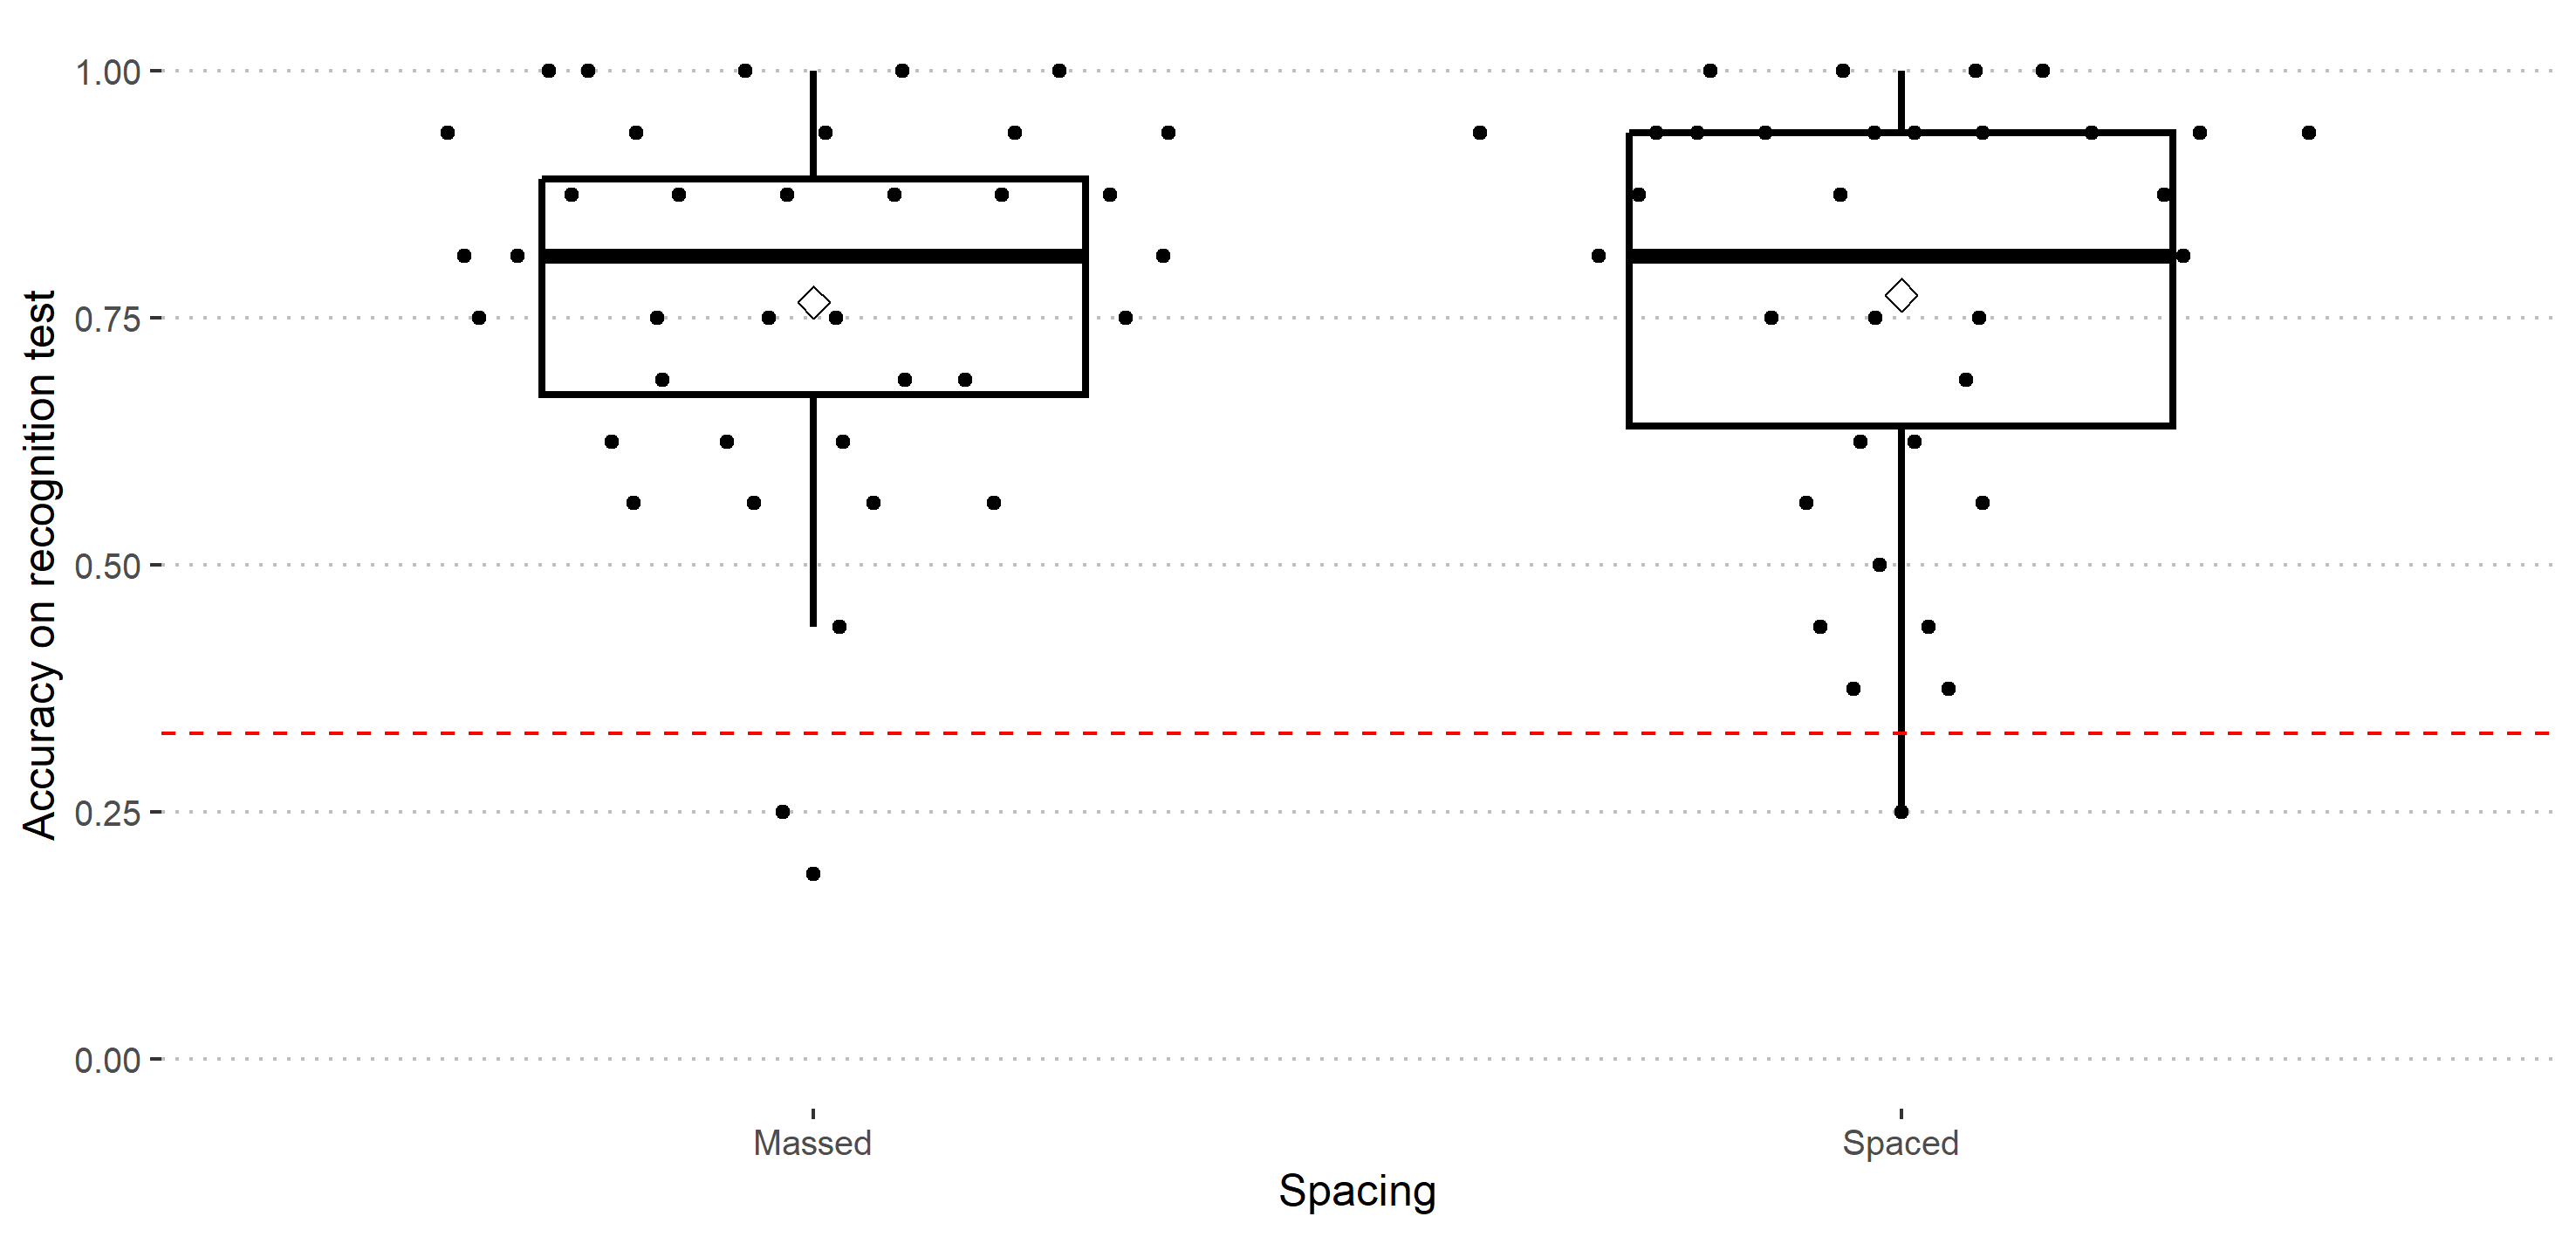 Accuracy on recognition test
1.00
0.75
0.50
0.25
0.00
Massed
Spaced
Spacing